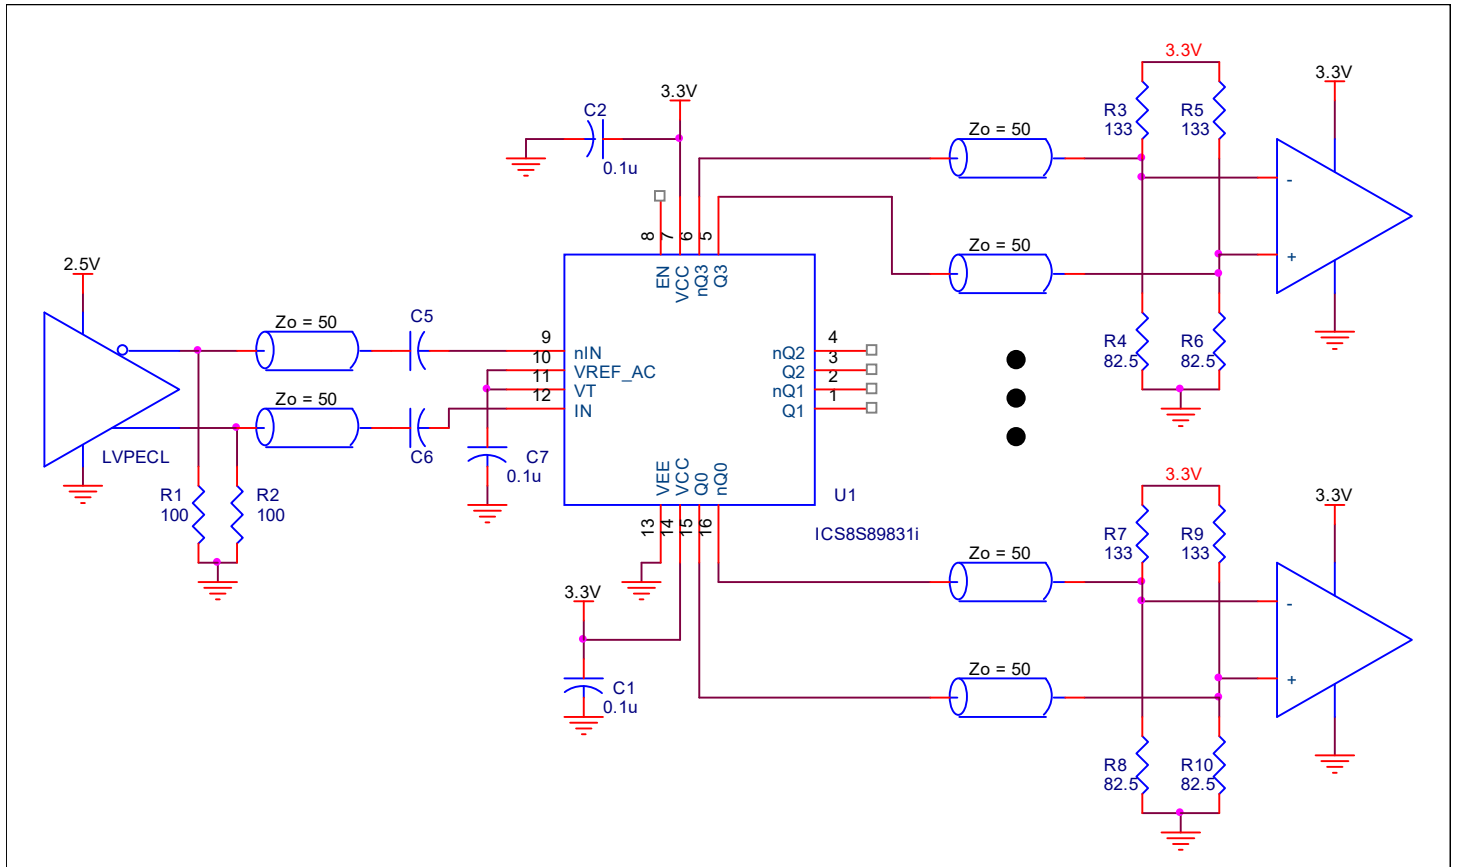 3.3V
3.3V
C2
3.3V
R3
133
R5
133
Zo = 50
0.1u
-
8
7
6
5
EN
VCC
nQ3
Q3
Zo = 50
+
2.5V
Zo = 50
C5
9
nIN
10
VREF_AC
11
VT
12
IN
4
nQ2
3
Q2
2
nQ1
1
Q1
R4
82.5
R6
82.5
Zo = 50
LVPECL
C6
C7
0.1u
R1
100
R2
100
VEE
VCC
Q0
nQ0
13
14
15
16
U1
ICS8S89831i
3.3V
3.3V
R7
133
R9
133
Zo = 50
-
3.3V
Zo = 50
+
C1
0.1u
R8
82.5
R10
82.5